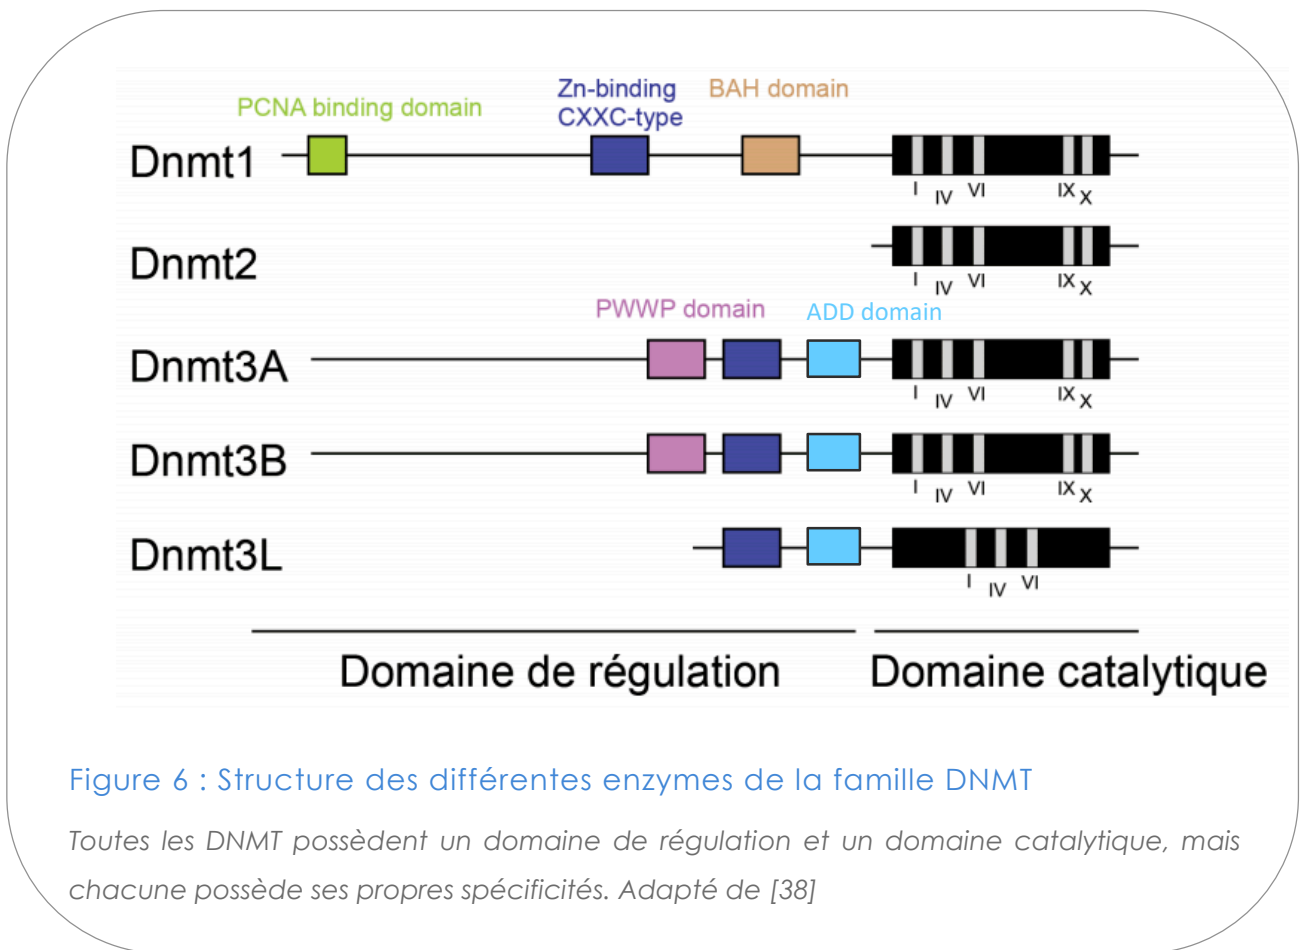 PCNA binding domain
Zn-binding
CXXC-type
BAH domain
Dnmt1
I IV VI IX X
Dnmt2
I IV VI IX X
PWWP domain ADD domain
Dnmt3A
I IV VI IX X
Dnmt3B
I IV VI IX X
Dnmt3L
I IV VI
Domaine de régulation Domaine catalytique
Figure 6 : Structure des différentes enzymes de la famille DNMT
Toutes les DNMT possèdent un domaine de régulation et un domaine catalytique, mais
chacune possède ses propres spécificités. Adapté de [38]